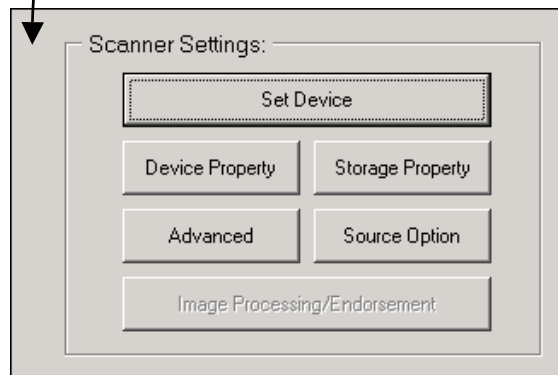 Scanner Settings:
Set Device
Device Property Storage Property
Advanced Source Option
Image Processing/Endorsement